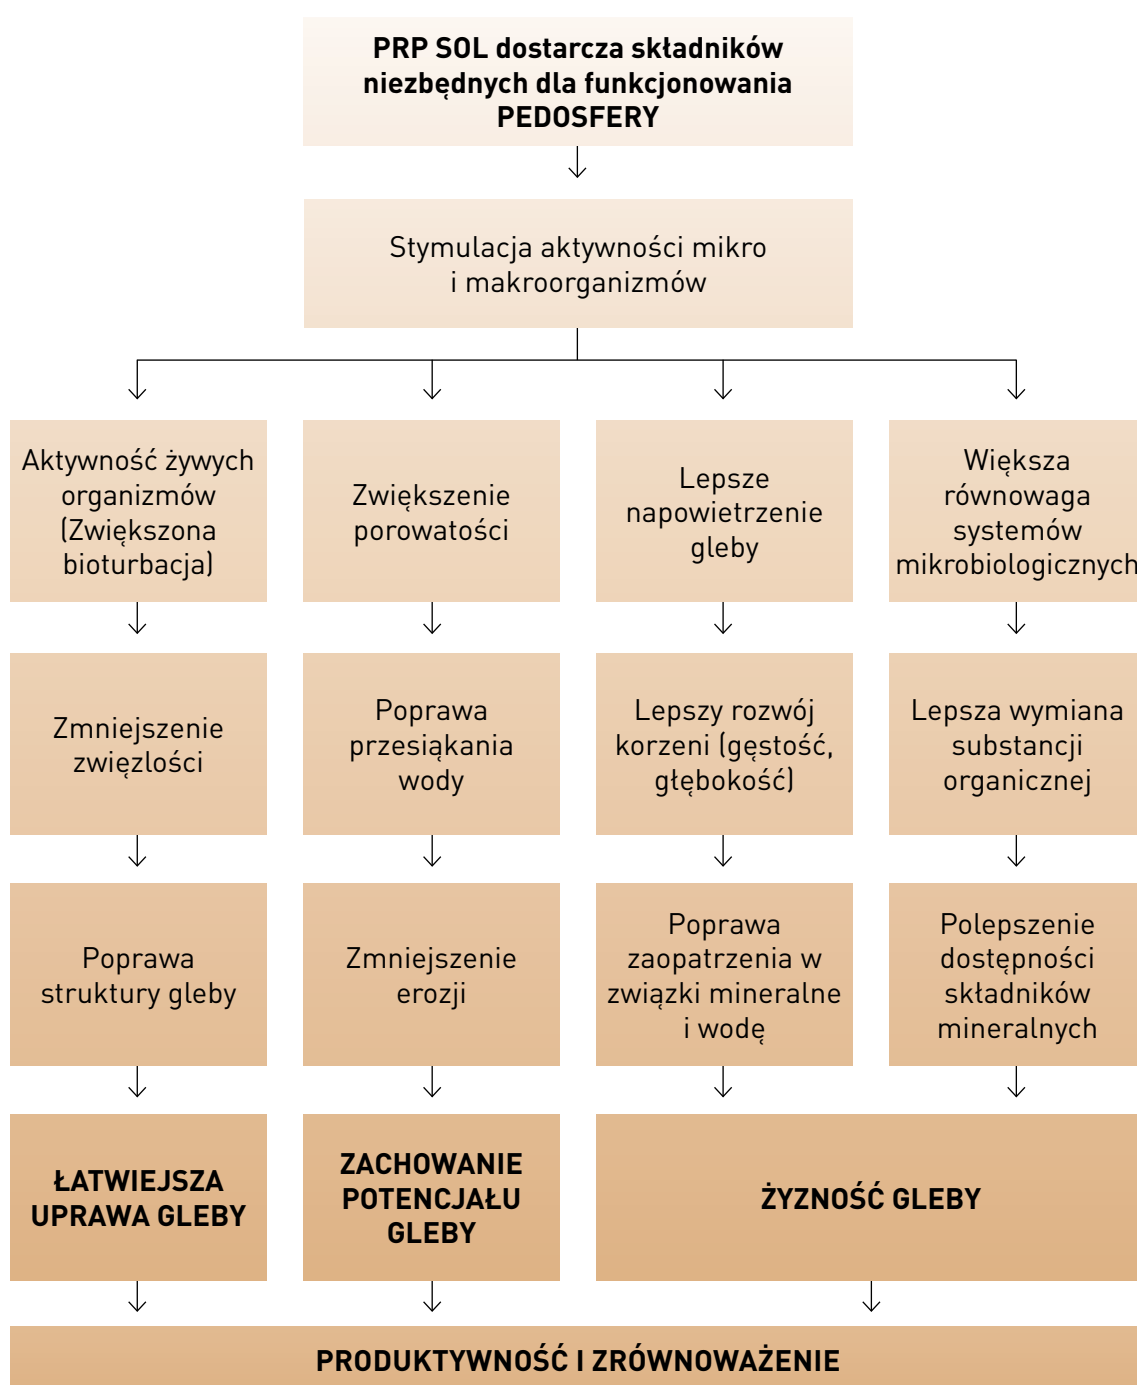 PRP SOL dostarcza składników
niezbędnych dla funkcjonowania
PEDOSFERY
Stymulacja aktywności mikro
i makroorganizmów
Aktywność żywych
organizmów
(Zwiększona
bioturbacja)
Zwiększenie
porowatości
Lepsze
napowietrzenie
gleby
Większa
równowaga
systemów
mikrobiologicznych
Zmniejszenie
zwięzlości
Poprawa
przesiąkania
wody
Lepszy rozwój
korzeni (gęstość,
głębokość)
Lepsza wymiana
substancji
organicznej
Poprawa
struktury gleby
Zmniejszenie
erozji
Poprawa
zaopatrzenia w
związki mineralne
i wodę
Polepszenie
dostępności
składników
mineralnych
ŁATWIEJSZA
UPRAWA GLEBY
ZACHOWANIE
POTENCJAŁU
GLEBY
ŻYZNOŚĆ GLEBY
PRODUKTYWNOŚĆ I ZRÓWNOWAŻENIE